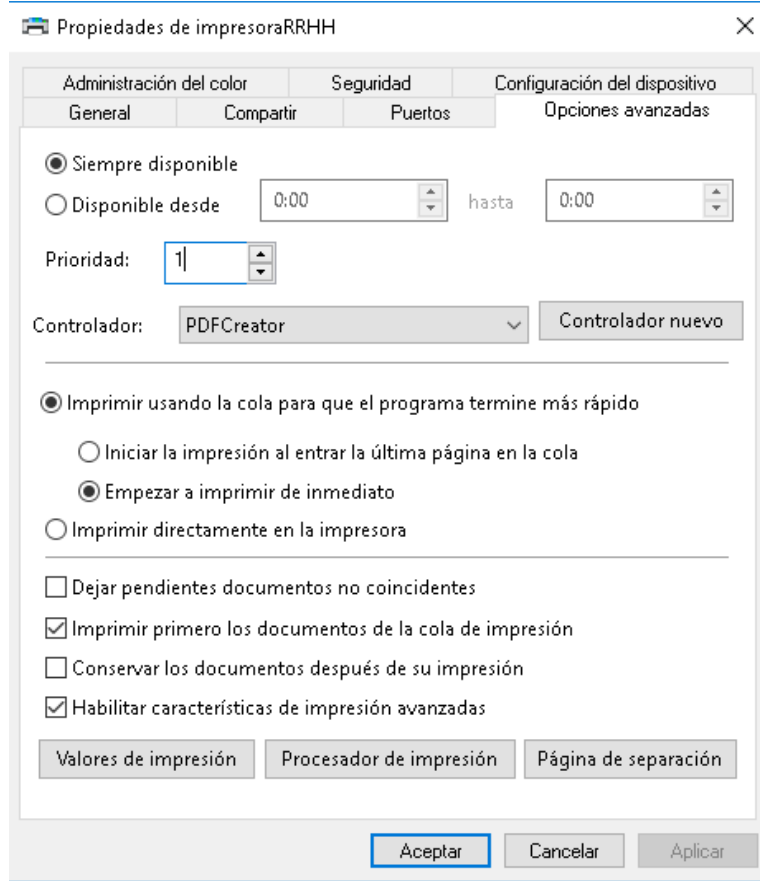 Propiedades de impresoraRRHH
Administración del color Seguridad Configuración del dispositivo
General Compartir Puertos Opciones avanzadas
Siempre disponible
Disponible desde 0:00 hasta 0:00
Prioridad: 1
Controlador: PDFCreator Controlador nuevo
Imprimir usando la cola para que el programa termine más rápido
Iniciar la impresión al entrar la última página en la cola
Empezar a imprimir de inmediato
Imprimir directamente en la impresora
Dejar pendientes documentos no coincidentes
Imprimir primero los documentos de la cola de impresión
Conservar los documentos después de su impresión
Habilitar características de impresión avanzadas
Valores de impresión Procesador de impresión Página de separación
Aceptar Cancelar Aplicar